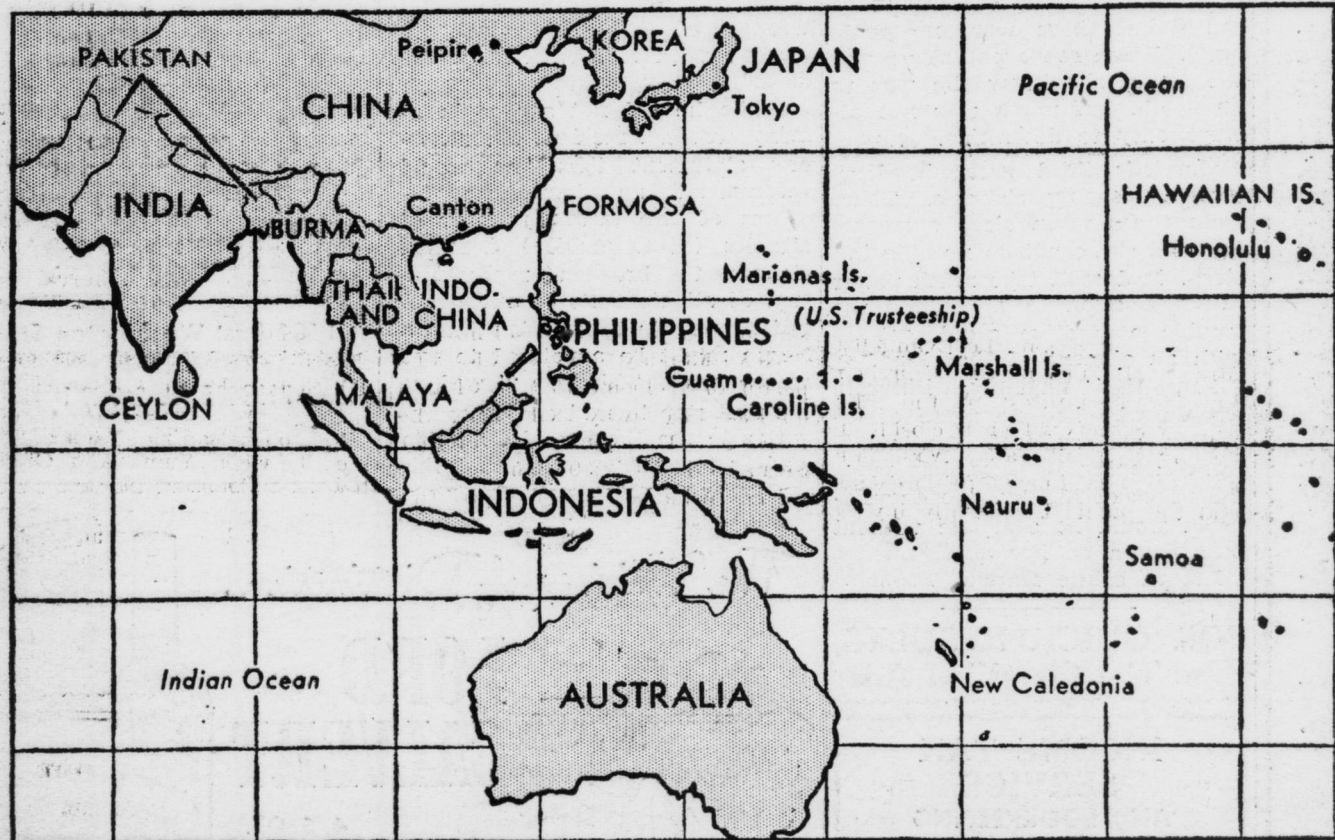 PAKISTAN
Peipir
KOREA
JAPAN
Tokyo
Pacific Ocean
CHINA
INDIA
BURMA
Canton
FORMOSA
HAWAIIAN IS.
Honolulu
Marianas Is.
THAI
LAND
INDO-
CHINA
PHILIPPINES
(U.S. Trusteeship)
Guam
Caroline Is.
Marshall Is.
CEYLON
MALAYA
INDONESIA
Nauru
Samoa
Indian Ocean
AUSTRALIA
New Caledonia